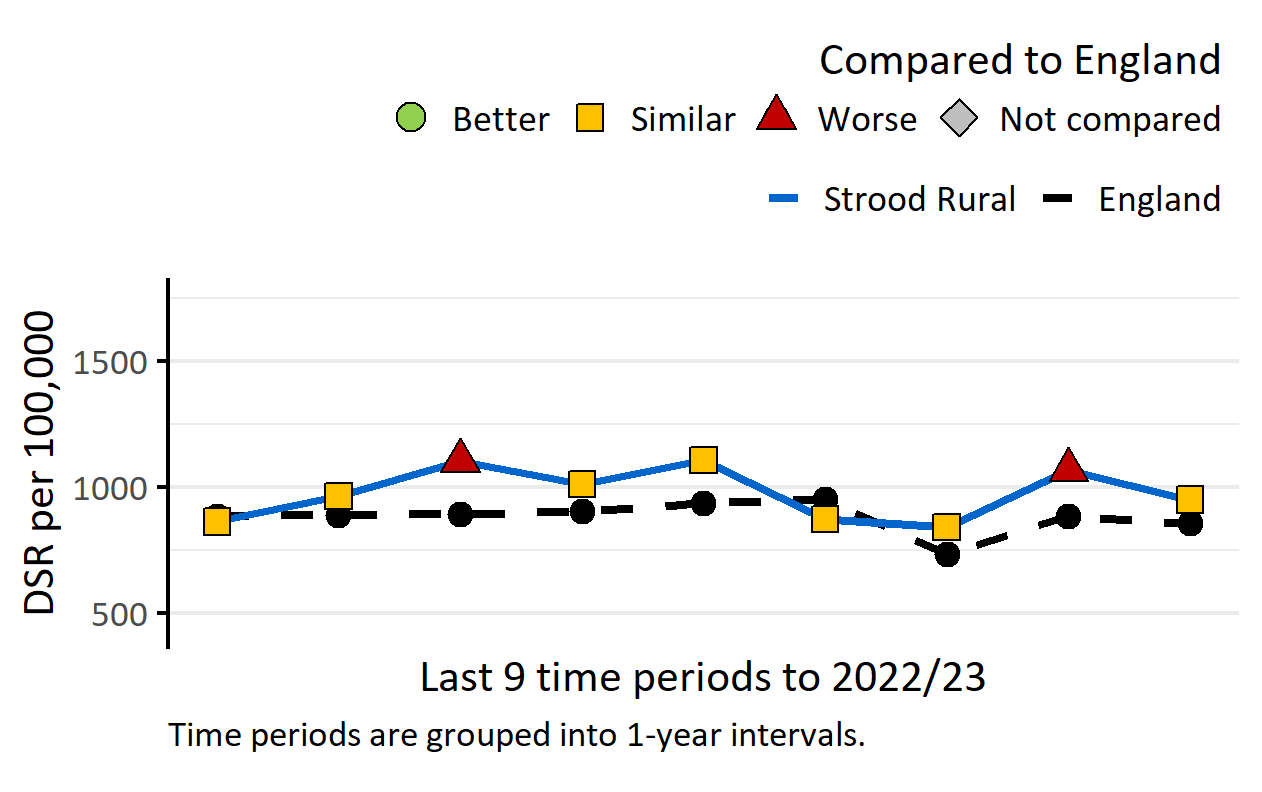 Compared to England
Better Similar Worse Not compared
Strood Rural England
DSR per 100,000
1500
1000
500
Last 9 time periods to 2022/23
Time periods are grouped into 1-year intervals.